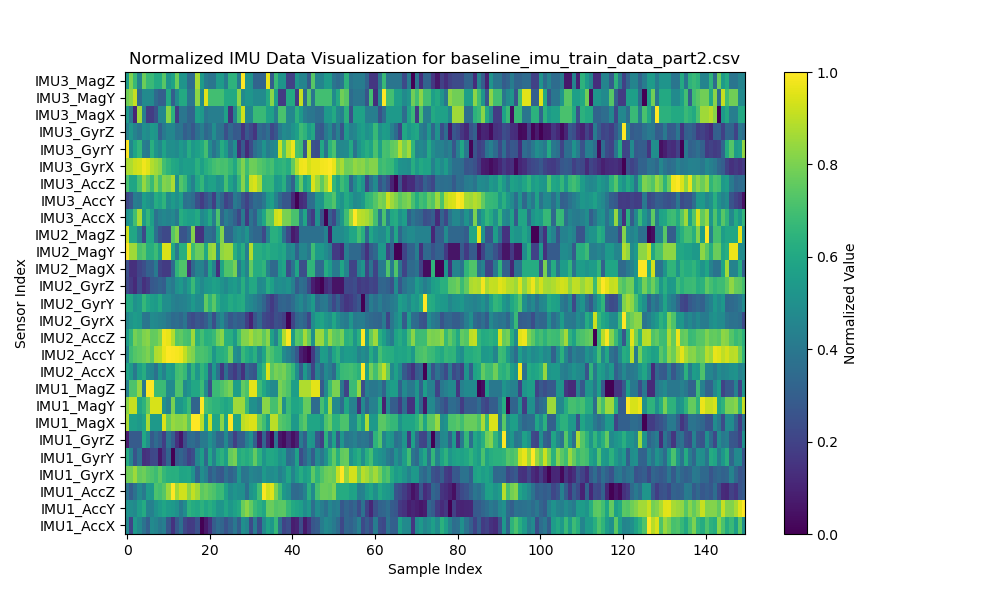 Normalized IMU Data Visualization for baseline_imu_train_data_part2.csv
Sensor Index
IMU3_MagZ
IMU3_MagY
IMU3_MagX
IMU3_GyrZ
IMU3_GyrY
IMU3_GyrX
IMU3_AccZ
IMU3_AccY
IMU3_AccX
IMU2_MagZ
IMU2_MagY
IMU2_MagX
IMU2_GyrZ
IMU2_GyrY
IMU2_GyrX
IMU2_AccZ
IMU2_AccY
IMU2_AccX
IMU1_MagZ
IMU1_MagY
IMU1_MagX
IMU1_GyrZ
IMU1_GyrY
IMU1_GyrX
IMU1_AccZ
IMU1_AccY
IMU1_AccX
0 20 40 60 80 100 120 140
Sample Index
1.0
0.8
0.6
0.4
0.2
0.0
Normalized Value